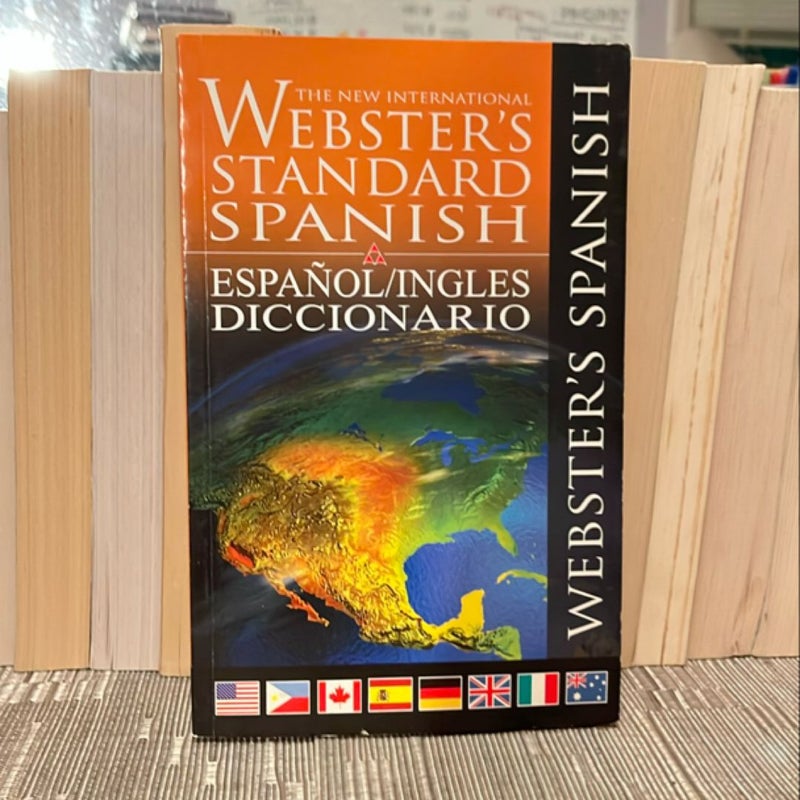 THE NEW INTERNATIONAL
WEBSTER'S
STANDARD
SPANISH
ESPAÑOL/INGLES
DICCIONARIO
WEBSTER'S SPANISH